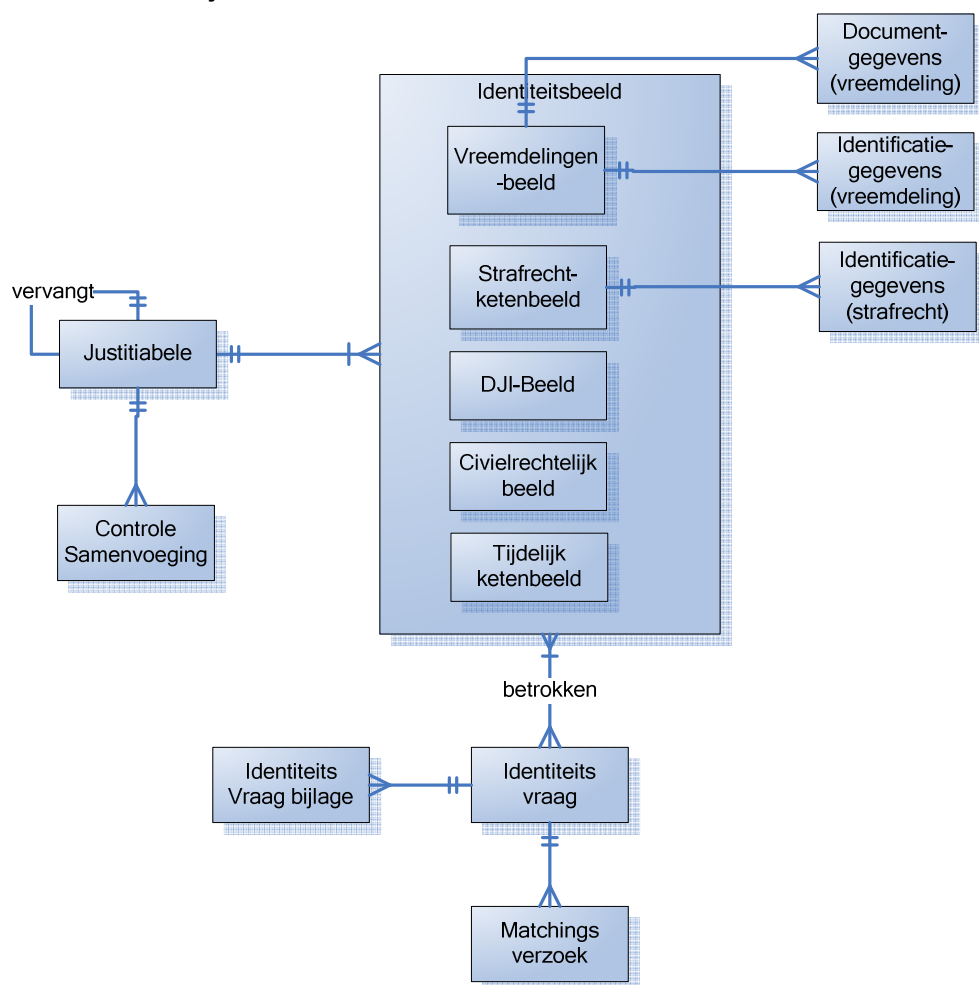 Document-
gegevens
(vreemdeling)
Identiteitsbeeld
Vreemdelingen
-beeld
Identificatie-
gegevens
(vreemdeling)
Strafrecht-
ketenbeeld
Identificatie-
gegevens
(strafrecht)
vervangt
Justitiabele
DJI-Beeld
Civielrechtelijk
beeld
Controle
Samenvoeging
Tijdelijk
ketenbeeld
betrokken
Identiteits
Vraag bijlage
Identiteits
vraag
Matchings
verzoek